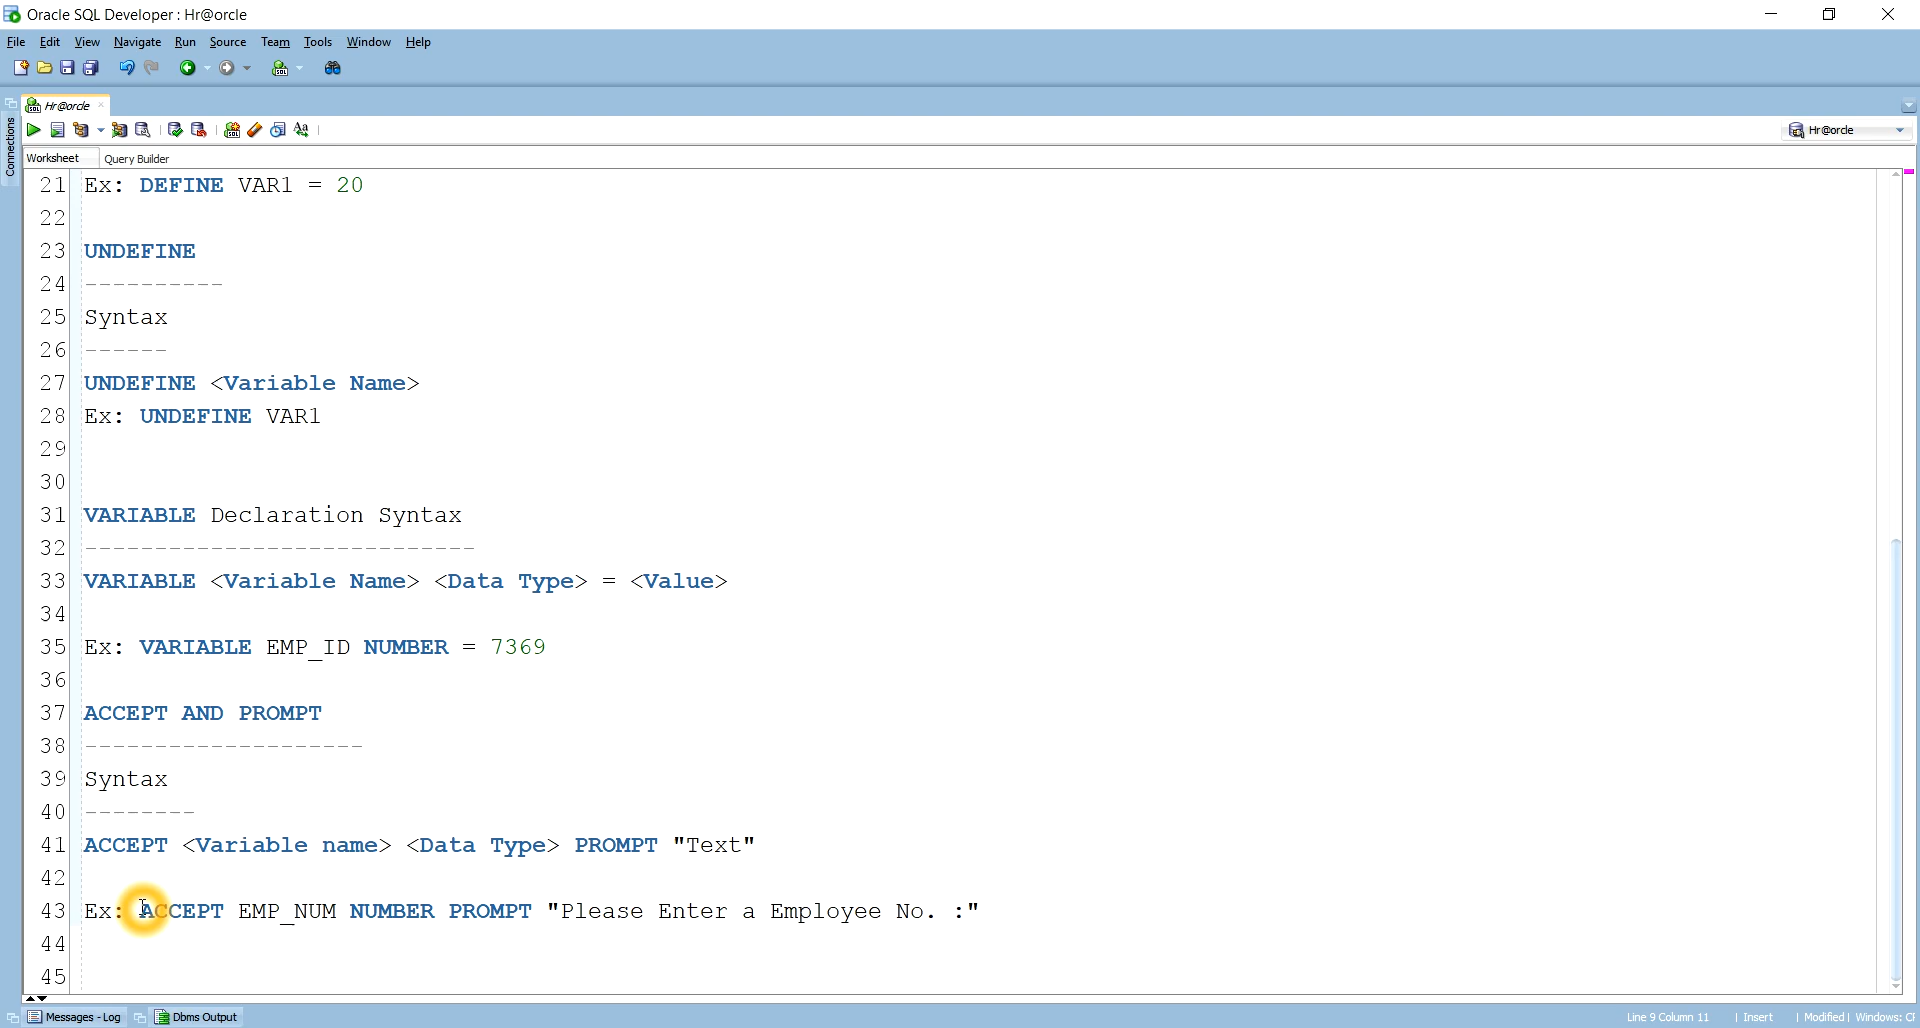 Oracle SQL Developer : Hr@orcle
File Edit View Navigate Run Source Team Tools Window Help
Hr@orcle
Connections
Hr@orcle
Worksheet Query Builder
21 Ex: DEFINE VAR1 = 20
22
23 UNDEFINE
24 ----------
25 Syntax
26 ------
27 UNDEFINE <Variable Name>
28 Ex: UNDEFINE VAR1
29
30
31 VARIABLE Declaration Syntax
32 ----------------------------
33 VARIABLE <Variable Name> <Data Type> = <Value>
34
35 Ex: VARIABLE EMP_ID NUMBER = 7369
36
37 ACCEPT AND PROMPT
38 --------------------
39 Syntax
40 --------
41 ACCEPT <Variable name> <Data Type> PROMPT "Text"
42
43 Ex: ACCEPT EMP_NUM NUMBER PROMPT "Please Enter a Employee No. :"
44
45
Messages - Log Dbms Output
Line 9 Column 11 | Insert | Modified | Windows: